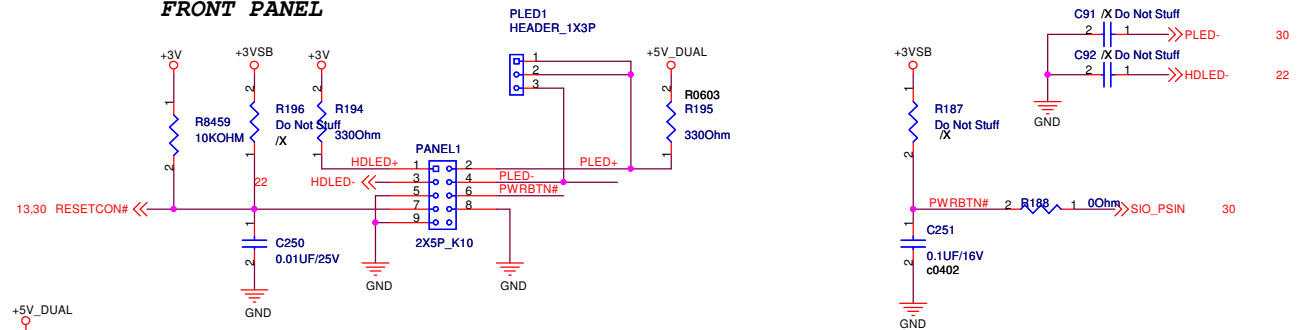 FRONT PANEL
PLED1
HEADER_1X3P
1
2
3
C91 /X Do Not Stuff
2 1 PLED- 30
C92 /X Do Not Stuff
2 1 HDLED- 22
GND
+3V
+3VSB
+3V
+5V_DUAL
+3VSB
1
R8459
10KOHM
2
2
R196
Do Not Stuff
/X
1
2
R194
330Ohm
1
2
R0603
R195
330Ohm
1
1
R187
Do Not Stuff
/X
2
PANEL1
HDLED+ 1 2 PLED+
22 HDLED- 3 4 PLED-
5 6 PWRBTN#
13,30 RESETCON# 7 8
9
2X5P_K10
PWRBTN# 2 R188 1 0Ohm SIO_PSIN 30
1
C250
0.01UF/25V
2
GND
GND
GND
1
C251
0.1UF/16V
c0402
2
GND
+5V_DUAL